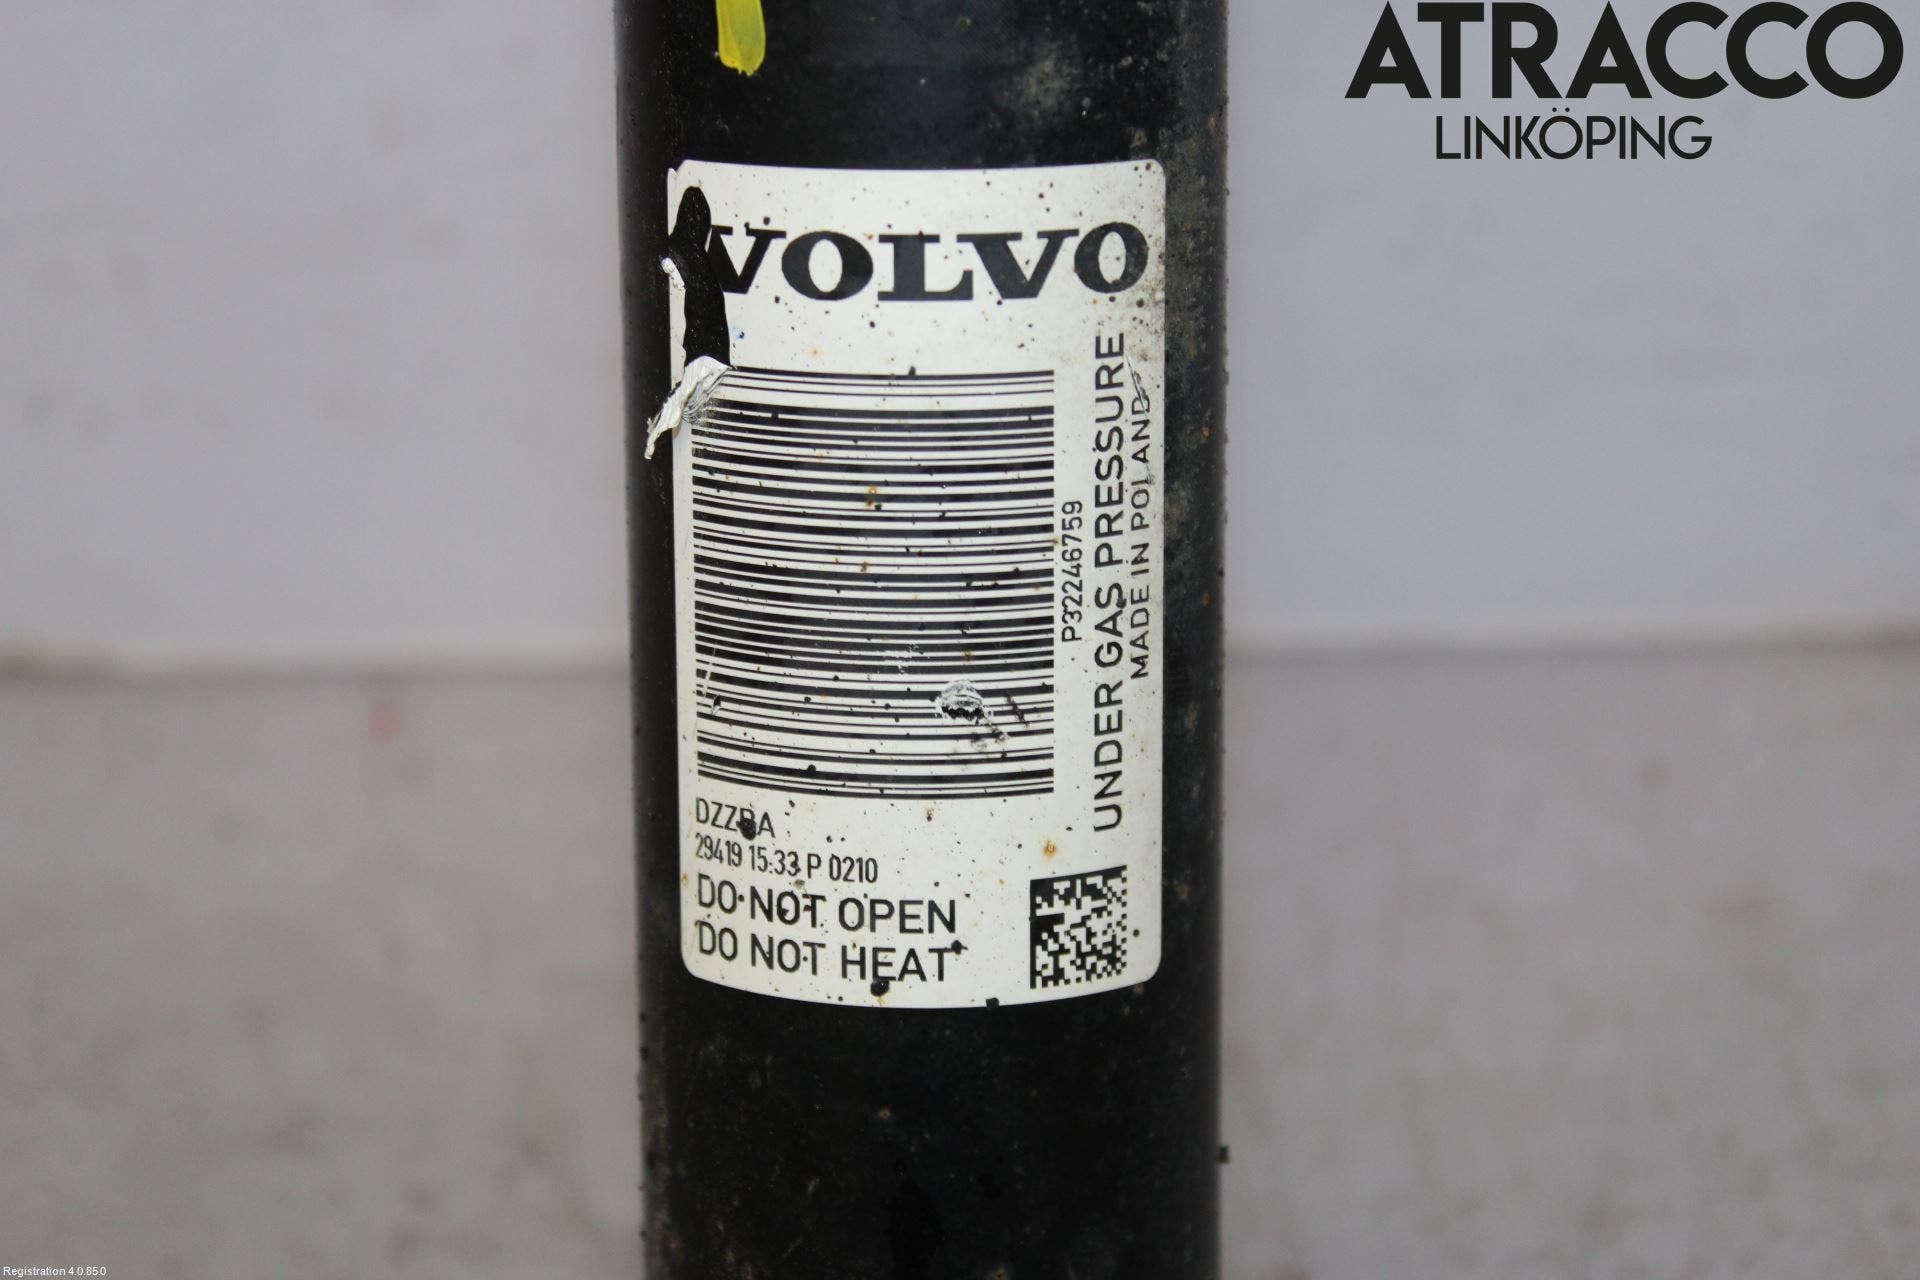 ATRACCO
LINKÖPING
VOLVO
P32246759
UNDER GAS PRESSURE
MADE IN POLAND
29419 15:33 P 0210
DO NOT OPEN
DO NOT HEAT
Registration 4.0.85.0